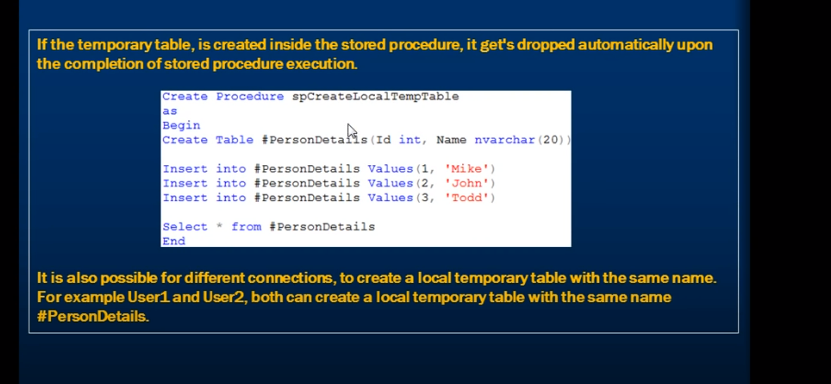 If the temporary table, is created inside the stored procedure, it get's dropped automatically upon
the completion of stored procedure execution.
Create Procedure spCreateLocalTempTable
as
Begin
Create Table #PersonDetails(Id int, Name nvarchar(20))
Insert into #PersonDetails Values(1, 'Mike')
Insert into #PersonDetails Values(2, 'John')
Insert into #PersonDetails Values(3, 'Todd')
Select * from #PersonDetails
End
It is also possible for different connections, to create a local temporary table with the same name.
For example User1 and User2, both can create a local temporary table with the same name
#PersonDetails.